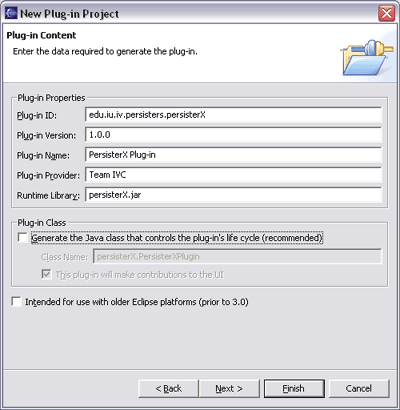 New Plug-in Project
Plug-in Content
Enter the data required to generate the plug-in.
Plug-in Properties
Plug-in ID: edu.iu.iv.persisters.persisterX
Plug-in Version: 1.0.0
Plug-in Name: PersisterX Plug-in
Plug-in Provider: Team IVC
Runtime Library: persisterX.jar
Plug-in Class
Generate the Java class that controls the plug-in's life cycle (recommended)
Class Name: persisterX.PersisterXPlugin
This plug-in will make contributions to the UI
Intended for use with older Eclipse platforms (prior to 3.0)
< Back Next > Finish Cancel